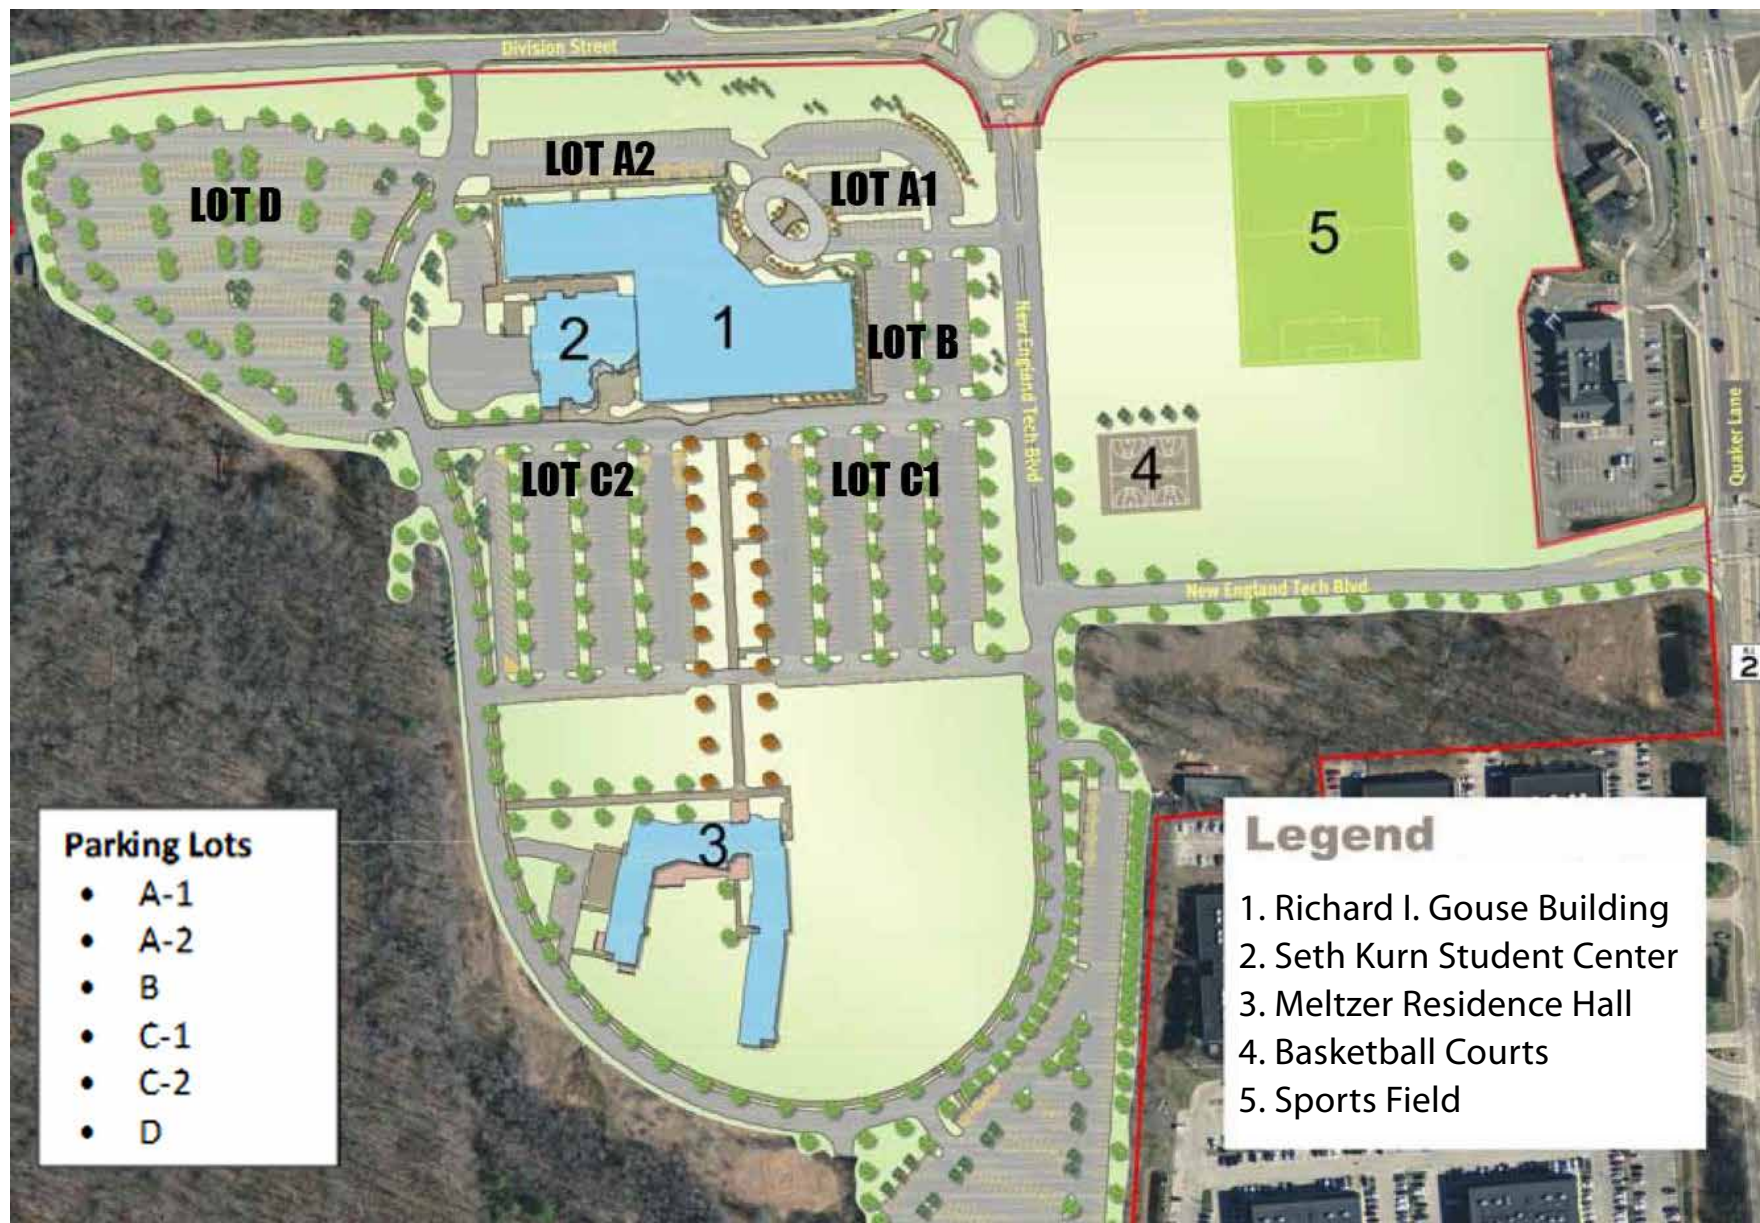 Division Street
LOT A2
LOT A1
LOT D
5
2
1
LOT B
New England Tech Blvd
Quaker Lane
LOT C2
LOT C1
4
New England Tech Blvd.
2
3
Parking Lots
• A-1
• A-2
• B
• C-1
• C-2
• D
Legend
1. Richard I. Gouse Building
2. Seth Kurn Student Center
3. Meltzer Residence Hall
4. Basketball Courts
5. Sports Field